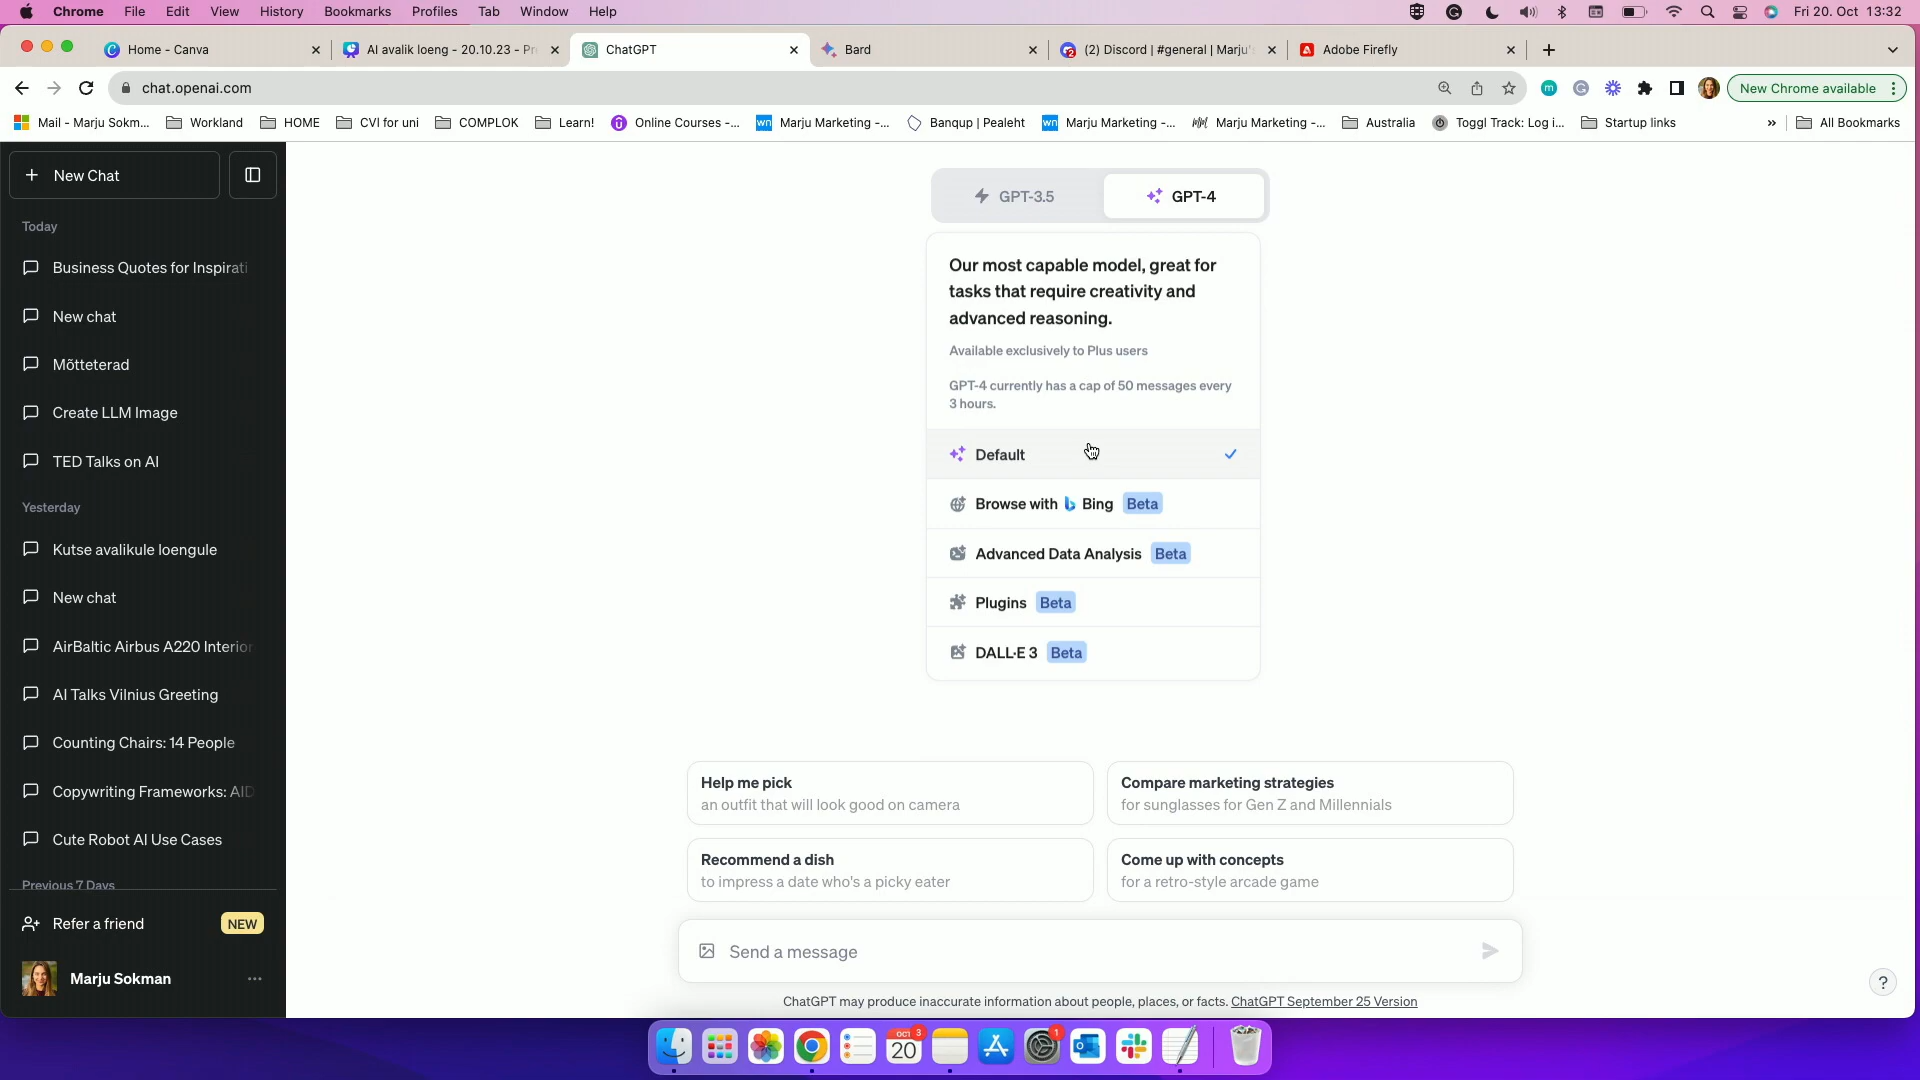 Chrome File Edit View History Bookmarks Profiles Tab Window Help Fri 20. Oct 13:32
Home - Canva
AI avalik loeng - 20.10.23 - Pr
ChatGPT
Bard
(2) Discord | #general | Marju's
Adobe Firefly
chat.openai.com
New Chrome available
Mail - Marju Sokm...
Workland
HOME
CVI for uni
COMPLOK
Learn!
Online Courses -...
Marju Marketing -...
Banqup | Pealeht
Marju Marketing -...
Marju Marketing -...
Australia
Toggl Track: Log i...
Startup links
»
All Bookmarks
+ New Chat
Today
Business Quotes for Inspirati
New chat
Mõtteterad
Create LLM Image
TED Talks on AI
Yesterday
Kutse avalikule loengule
New chat
AirBaltic Airbus A220 Interior
AI Talks Vilnius Greeting
Counting Chairs: 14 People
Copywriting Frameworks: AID
Cute Robot AI Use Cases
Previous 7 Days
Refer a friend NEW
Marju Sokman ...
GPT-3.5
GPT-4
Our most capable model, great for
tasks that require creativity and
advanced reasoning.
Available exclusively to Plus users
GPT-4 currently has a cap of 50 messages every
3 hours.
Default
Browse with Bing Beta
Advanced Data Analysis Beta
Plugins Beta
DALL·E 3 Beta
Help me pick
an outfit that will look good on camera
Compare marketing strategies
for sunglasses for Gen Z and Millennials
Recommend a dish
to impress a date who's a picky eater
Come up with concepts
for a retro-style arcade game
Send a message
ChatGPT may produce inaccurate information about people, places, or facts. ChatGPT September 25 Version
?
OCT
20
3
1